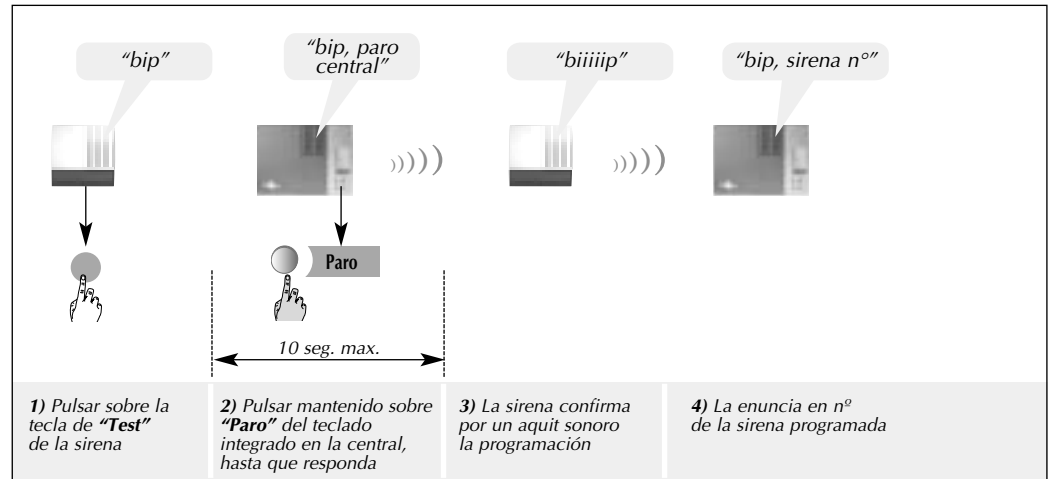 “bip”
“bip, paro
central”
“biiiiip”
“bip, sirena n°”
Paro
10 seg. max.
1) Pulsar sobre la
tecla de “Test”
de la sirena
2) Pulsar mantenido sobre
“Paro” del teclado
integrado en la central,
hasta que responda
3) La sirena confirma
por un aquit sonoro
la programación
4) La enuncia en nº
de la sirena programada